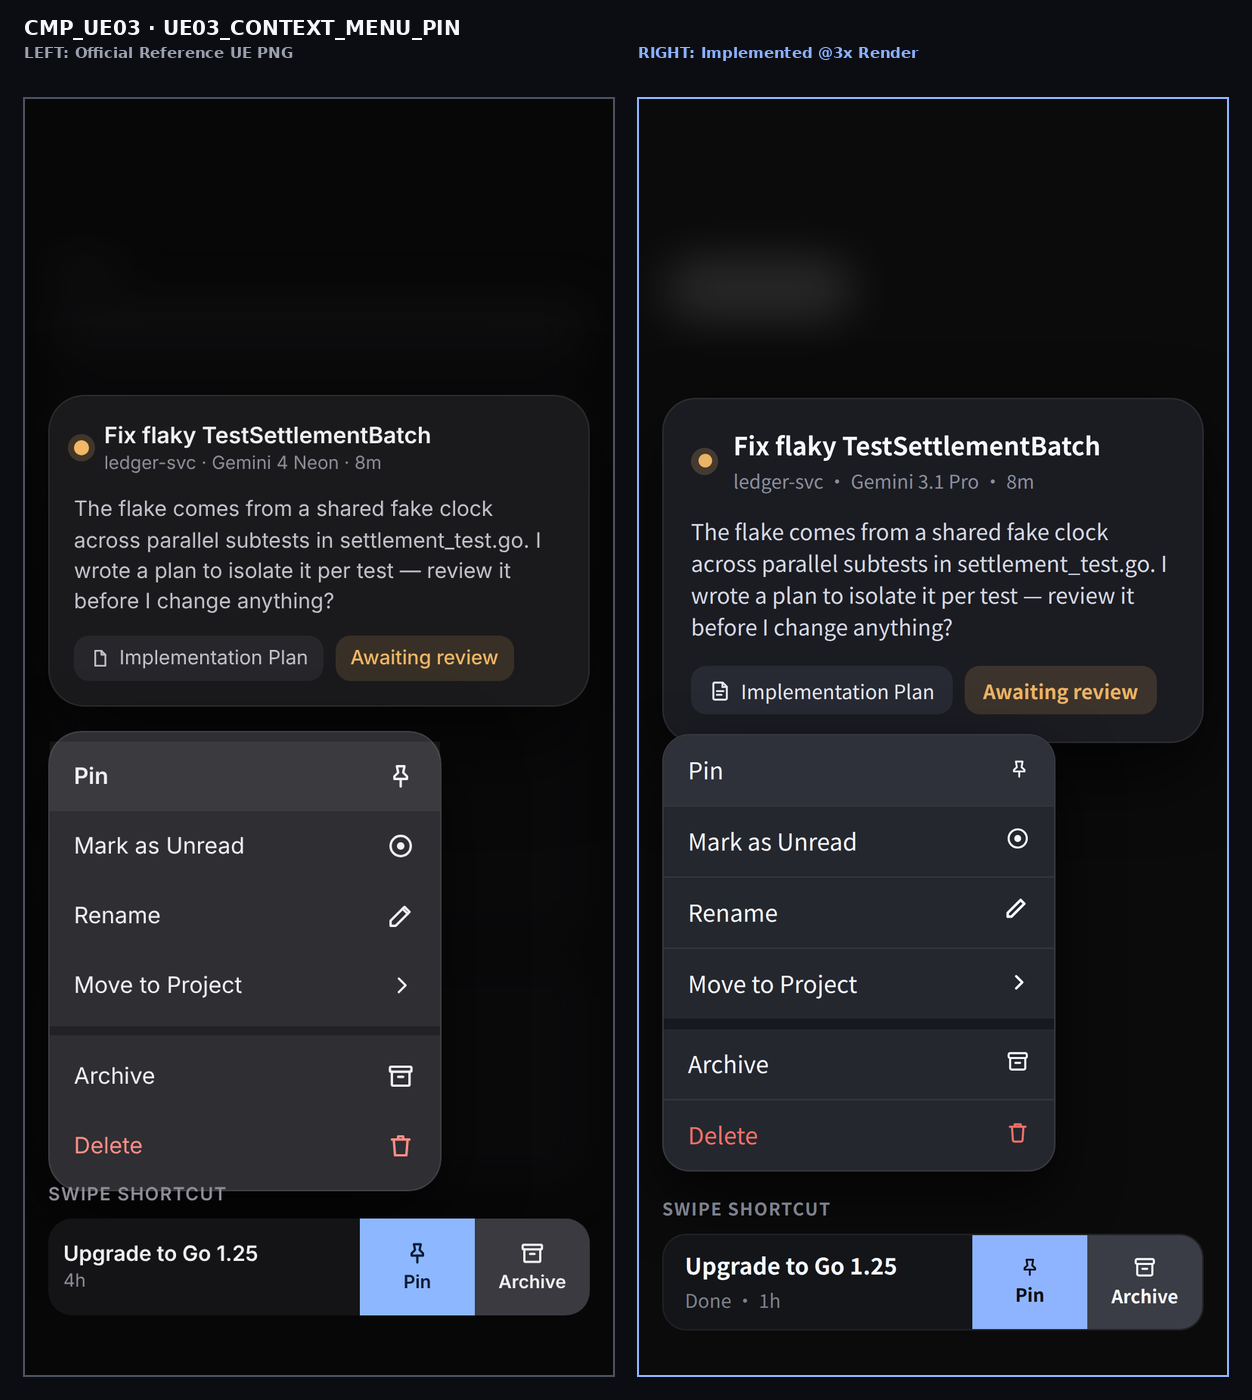 CMP_UE03 · UE03_CONTEXT_MENU_PIN
LEFT: Official Reference UE PNG
Fix flaky TestSettlementBatch
ledger-svc · Gemini 4 Neon · 8m
The flake comes from a shared fake clock
across parallel subtests in settlement_test.go. I
wrote a plan to isolate it per test — review it
before I change anything?
Implementation Plan
Awaiting review
Pin
Mark as Unread
Rename
Move to Project
Archive
Delete
SWIPE SHORTCUT
Upgrade to Go 1.25
4h
Pin
Archive
RIGHT: Implemented @3x Render
Fix flaky TestSettlementBatch
ledger-svc • Gemini 3.1 Pro • 8m
The flake comes from a shared fake clock
across parallel subtests in settlement_test.go. I
wrote a plan to isolate it per test — review it
before I change anything?
Implementation Plan
Awaiting review
Pin
Mark as Unread
Rename
Move to Project
Archive
Delete
SWIPE SHORTCUT
Upgrade to Go 1.25
Done • 1h
Pin
Archive